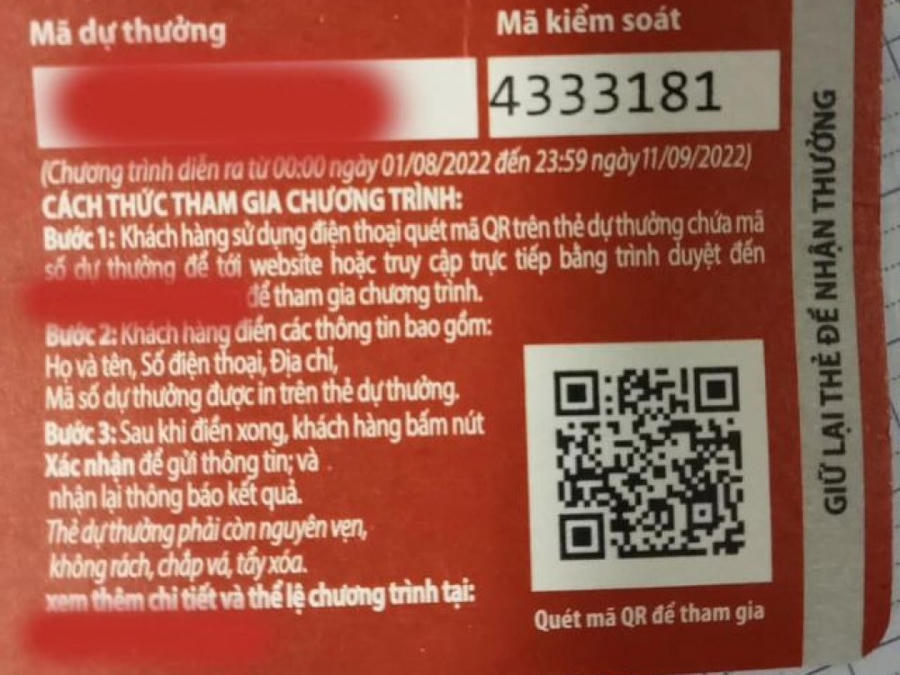 Mã dự thưởng
Mã kiểm soát
4333181
(Chương trình diễn ra từ 00:00 ngày 01/08/2022 đến 23:59 ngày 11/09/2022)
CÁCH THỨC THAM GIA CHƯƠNG TRÌNH:
Bước 1: Khách hàng sử dụng điện thoại quét mã QR trên thẻ dự thưởng chứa mã
số dự thưởng để tới website hoặc truy cập trực tiếp bằng trình duyệt đến
để tham gia chương trình.
Bước 2: Khách hàng điền các thông tin bao gồm:
Họ và tên, Số điện thoại, Địa chỉ,
Mã số dự thưởng được in trên thẻ dự thưởng.
Bước 3: Sau khi điền xong, khách hàng bấm nút
Xác nhận để gửi thông tin; và
nhận lại thông báo kết quả.
Thẻ dự thưởng phải còn nguyên vẹn,
không rách, chắp vá, tẩy xóa.
xem thêm chi tiết và thể lệ chương trình tại:
Quét mã QR để tham gia
GIỮ LẠI THẺ ĐỂ NHẬN THƯỞNG